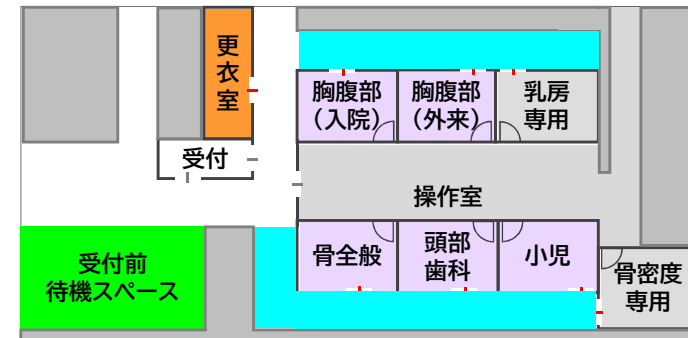 更
衣
室
胸腹部
（入院）
胸腹部
（外来）
乳房
専用
受付
操作室
骨全般
頭部
歯科
小児
受付前
待機スペース
骨密度
専用